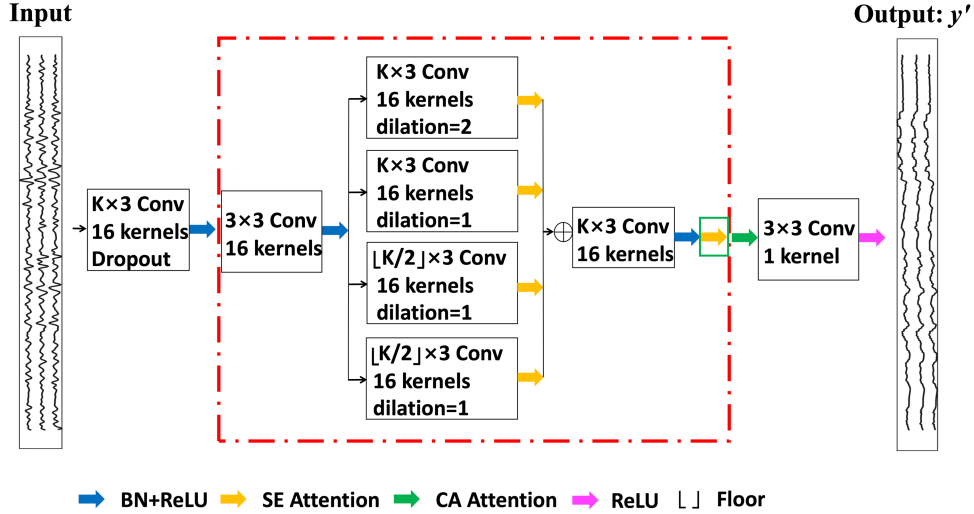 Input
Output: y′
K×3 Conv
16 kernels
Dropout
3×3 Conv
16 kernels
K×3 Conv
16 kernels
dilation=2
K×3 Conv
16 kernels
dilation=1
⌊K/2⌋×3 Conv
16 kernels
dilation=1
⌊K/2⌋×3 Conv
16 kernels
dilation=1
K×3 Conv
16 kernels
3×3 Conv
1 kernel
BN+ReLU SE Attention CA Attention ReLU ⌊ ⌋ Floor